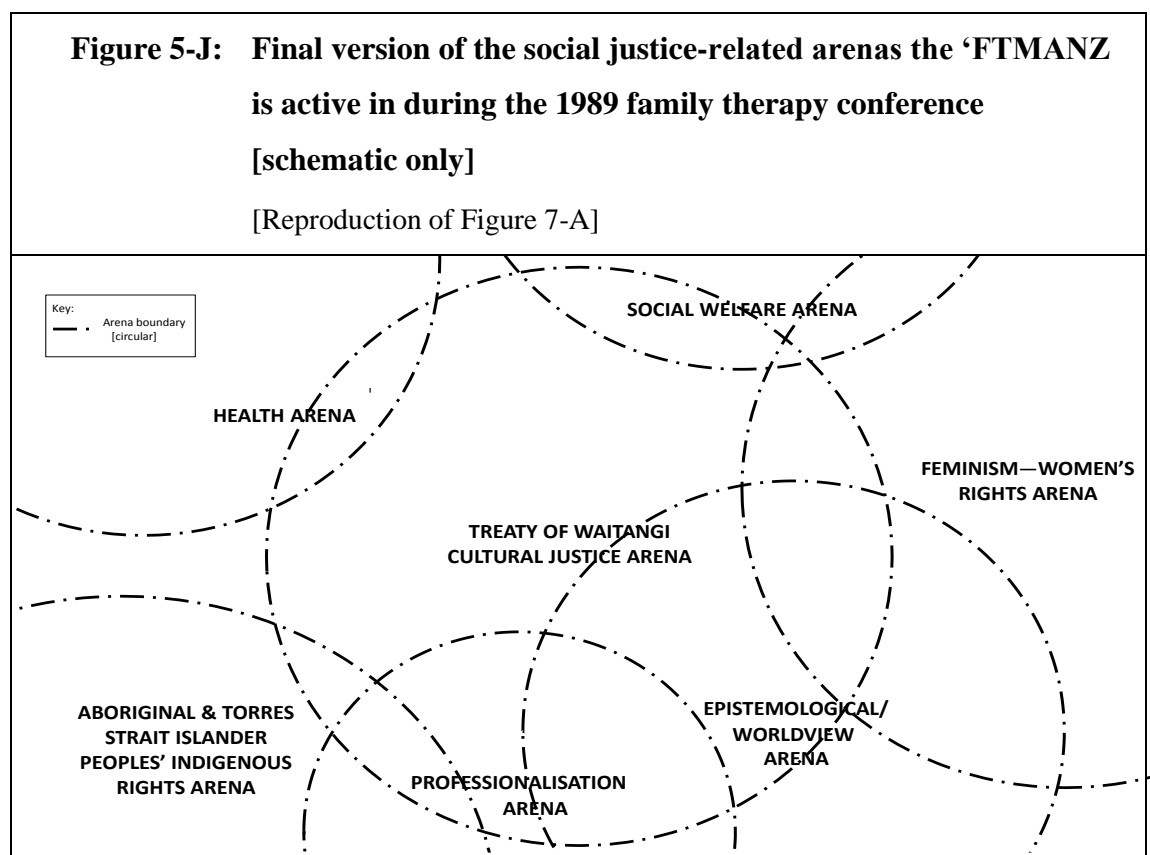 Figure 5-J: Final version of the social justice-related arenas the ‘FTMANZ
is active in during the 1989 family therapy conference
[schematic only]
[Reproduction of Figure 7-A]
Key:
Arena boundary
[circular]
SOCIAL WELFARE ARENA
HEALTH ARENA
FEMINISM—WOMEN’S
RIGHTS ARENA
TREATY OF WAITANGI
CULTURAL JUSTICE ARENA
ABORIGINAL & TORRES
STRAIT ISLANDER
PEOPLES’ INDIGENOUS
RIGHTS ARENA
EPISTEMOLOGICAL/
WORLDVIEW
ARENA
PROFESSIONALISATION
ARENA